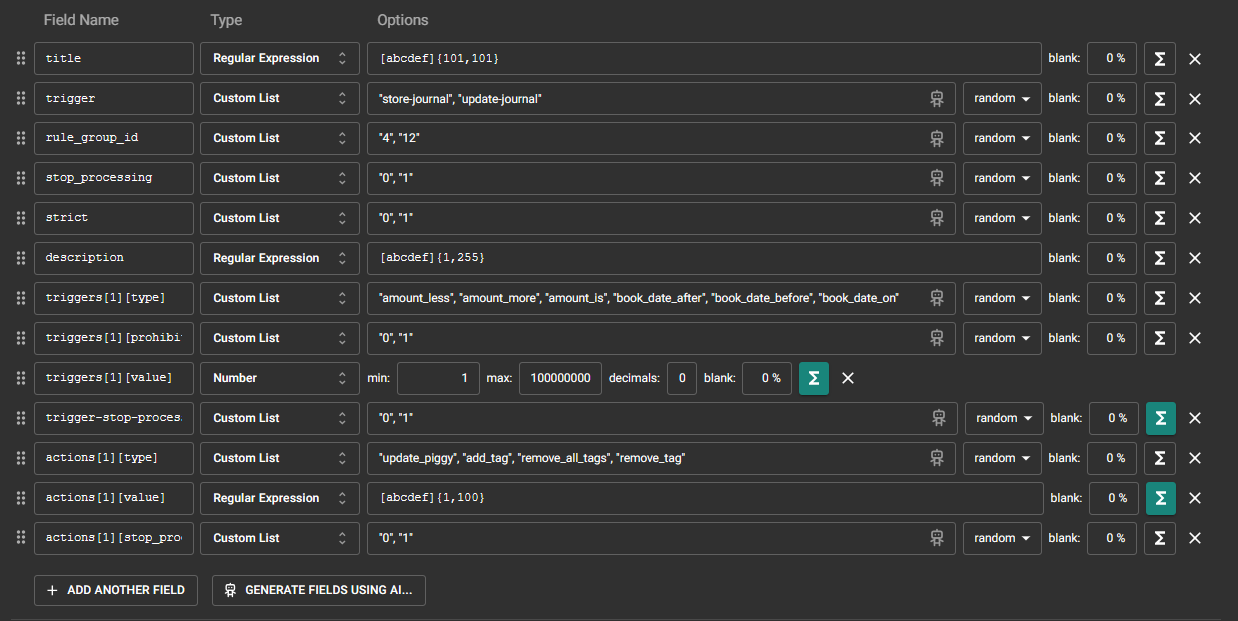 Field Name Type Options
title Regular Expression [abcdef]{101,101} blank: 0 %
trigger Custom List "store-journal", "update-journal" random blank: 0 %
rule_group_id Custom List "4", "12" random blank: 0 %
stop_processing Custom List "0", "1" random blank: 0 %
strict Custom List "0", "1" random blank: 0 %
description Regular Expression [abcdef]{1,255} blank: 0 %
triggers[1][type] Custom List "amount_less", "amount_more", "amount_is", "book_date_after", "book_date_before", "book_date_on" random blank: 0 %
triggers[1][prohibi Custom List "0", "1" random blank: 0 %
triggers[1][value] Number min: 1 max: 100000000 decimals: 0 blank: 0 % Σ
trigger-stop-proces Custom List "0", "1" random blank: 0 % Σ
actions[1][type] Custom List "update_piggy", "add_tag", "remove_all_tags", "remove_tag" random blank: 0 %
actions[1][value] Regular Expression [abcdef]{1,100} blank: 0 % Σ
actions[1][stop_pro Custom List "0", "1" random blank: 0 %
+ ADD ANOTHER FIELD GENERATE FIELDS USING AI...